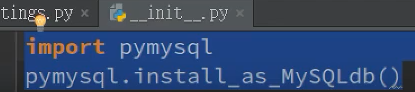 tings.py × __init__.py ×
import pymysql
pymysql.install_as_MySQLdb()